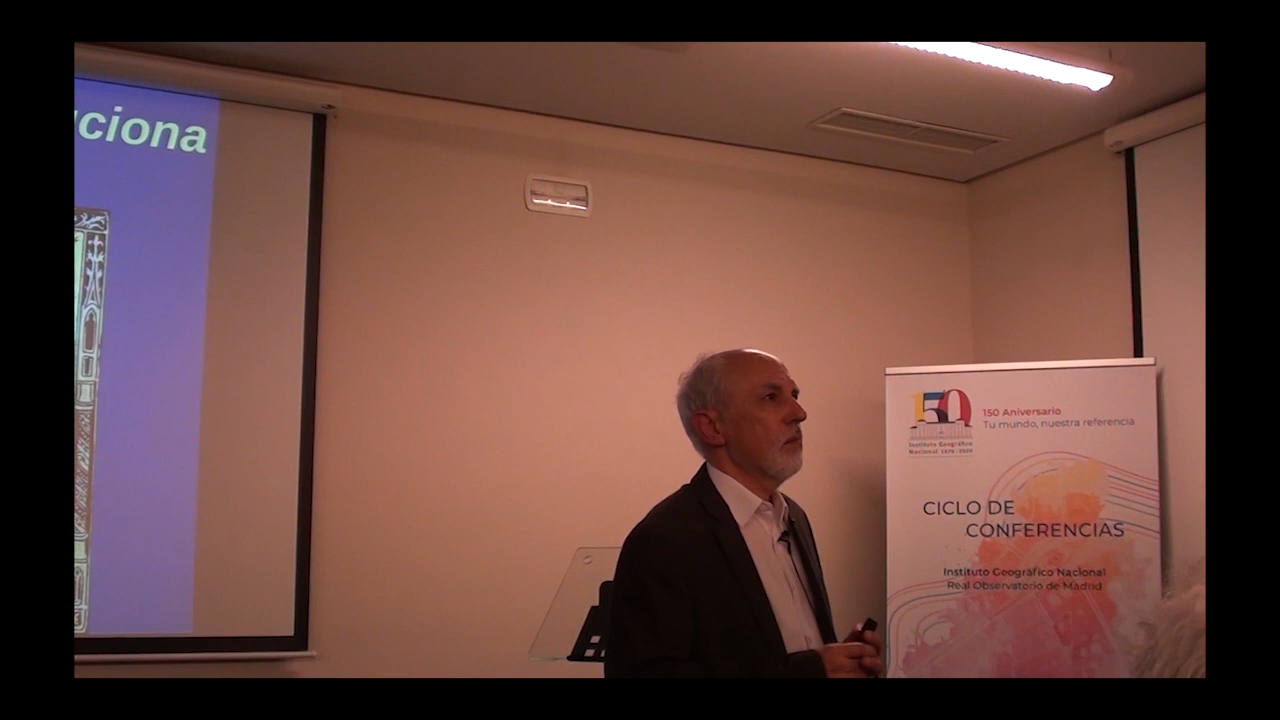 uciona
150
Instituto Geográfico
Nacional 1870 - 2020
150 Aniversario
Tu mundo, nuestra referencia
CICLO DE
CONFERENCIAS
Instituto Geográfico Nacional
Real Observatorio de Madrid